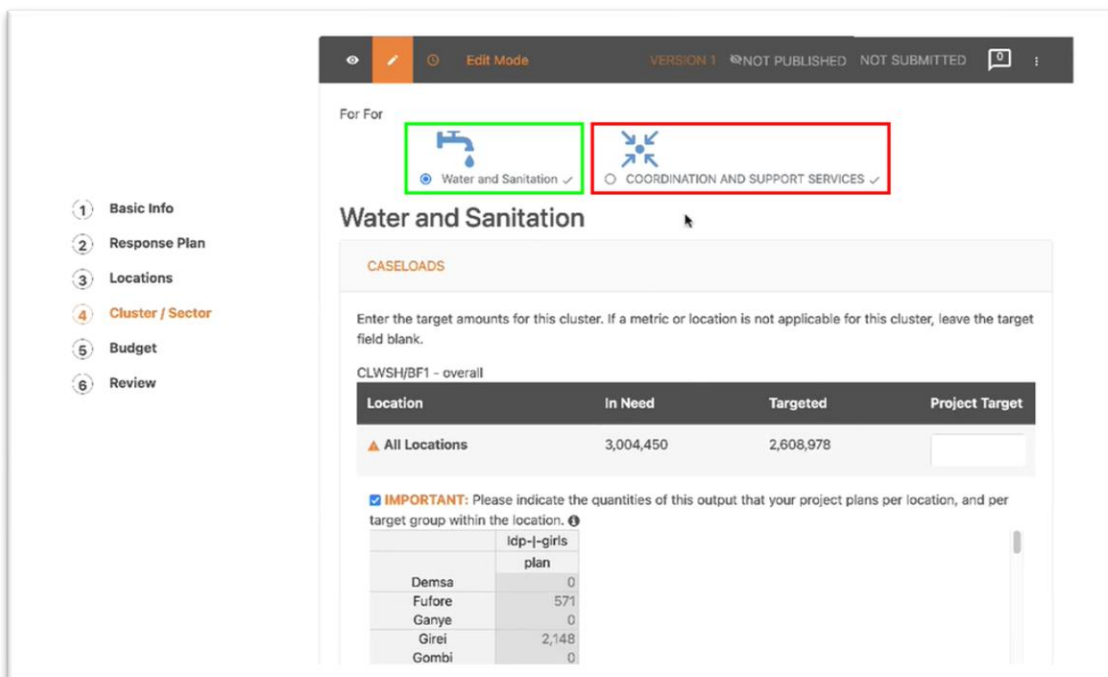 Edit Mode VERSION 1 NOT PUBLISHED NOT SUBMITTED 0
For For
Water and Sanitation COORDINATION AND SUPPORT SERVICES
1 Basic Info
2 Response Plan
3 Locations
4 Cluster / Sector
5 Budget
6 Review
Water and Sanitation
CASELOADS
Enter the target amounts for this cluster. If a metric or location is not applicable for this cluster, leave the target
field blank.
CLWSH/BF1 - overall
Location In Need Targeted Project Target
All Locations 3,004,450 2,608,978
IMPORTANT: Please indicate the quantities of this output that your project plans per location, and per
target group within the location.
Idp-|-girls
plan
Demsa 0
Fufore 571
Ganye 0
Girei 2,148
Gombi 0